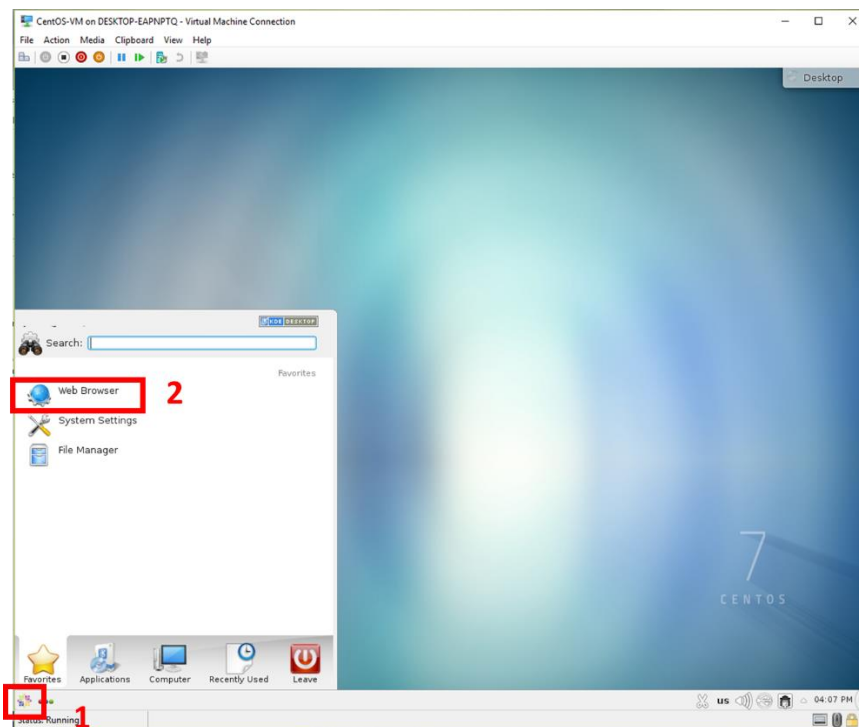 CentOS-VM on DESKTOP-EAPNPTQ - Virtual Machine Connection
File Action Media Clipboard View Help
Desktop
KDE DESKTOP
Search:
Favorites
Web Browser
2
System Settings
File Manager
7
CENTOS
Favorites Applications Computer Recently Used Leave
us 04:07 PM
1
Status: Running